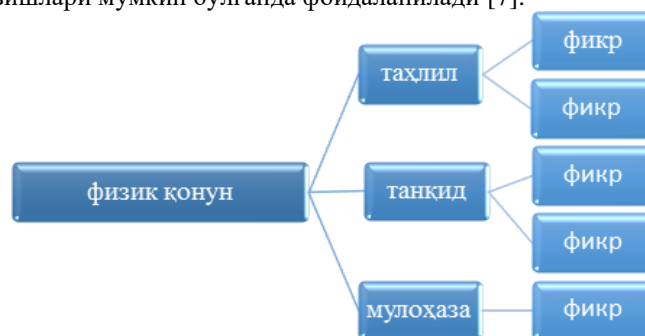 мумкин бўлганда фойдаланилади [7].
физик қонун
таҳлил
фикр
фикр
танқид
фикр
фикр
мулоҳаза
фикр